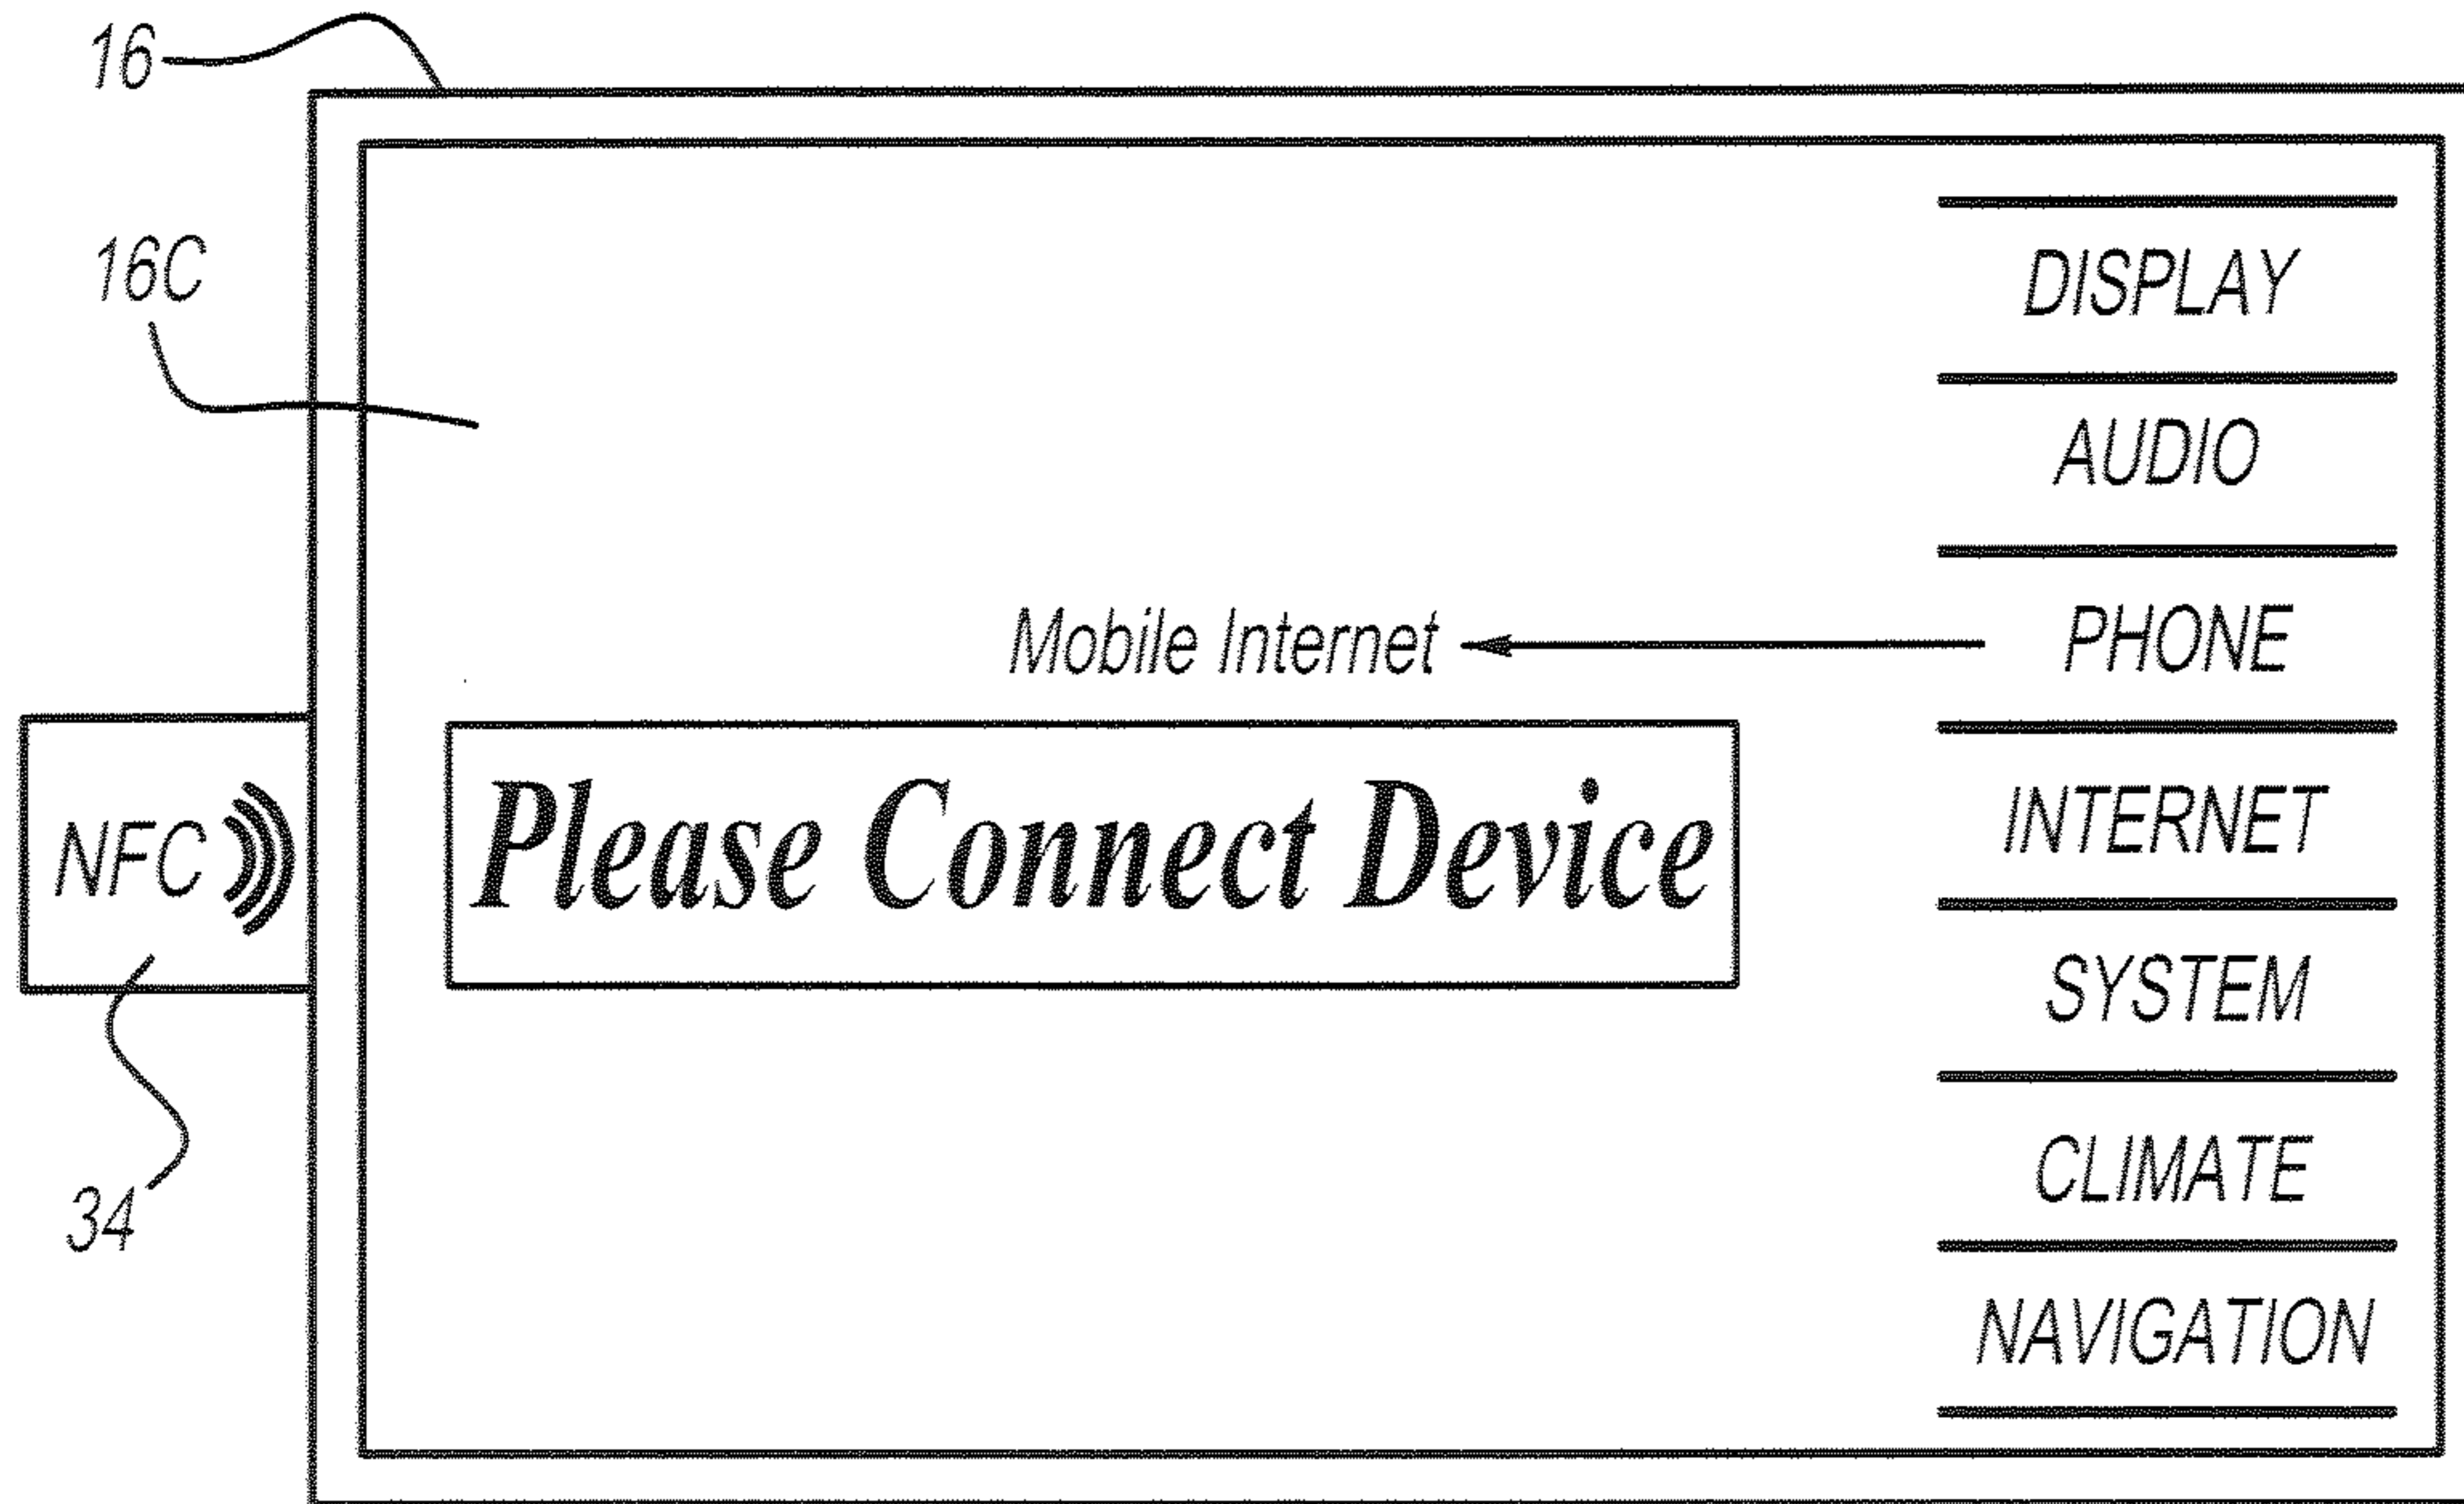 16
16C
DISPLAY
AUDIO
Mobile Internet
PHONE
Please Connect Device
INTERNET
NFC
SYSTEM
CLIMATE
34
NAVIGATION